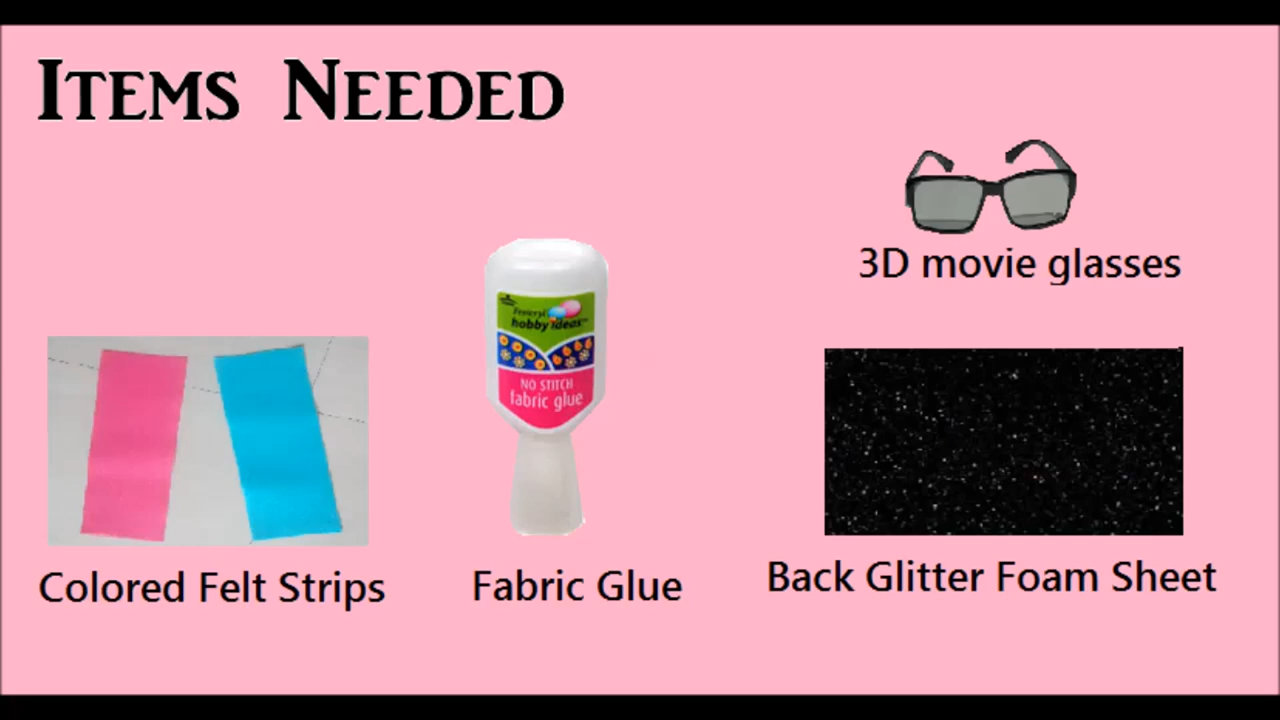 Items Needed
3D movie glasses
Fevicryl
hobby ideas
NO STITCH
fabric glue
Colored Felt Strips
Fabric Glue
Back Glitter Foam Sheet